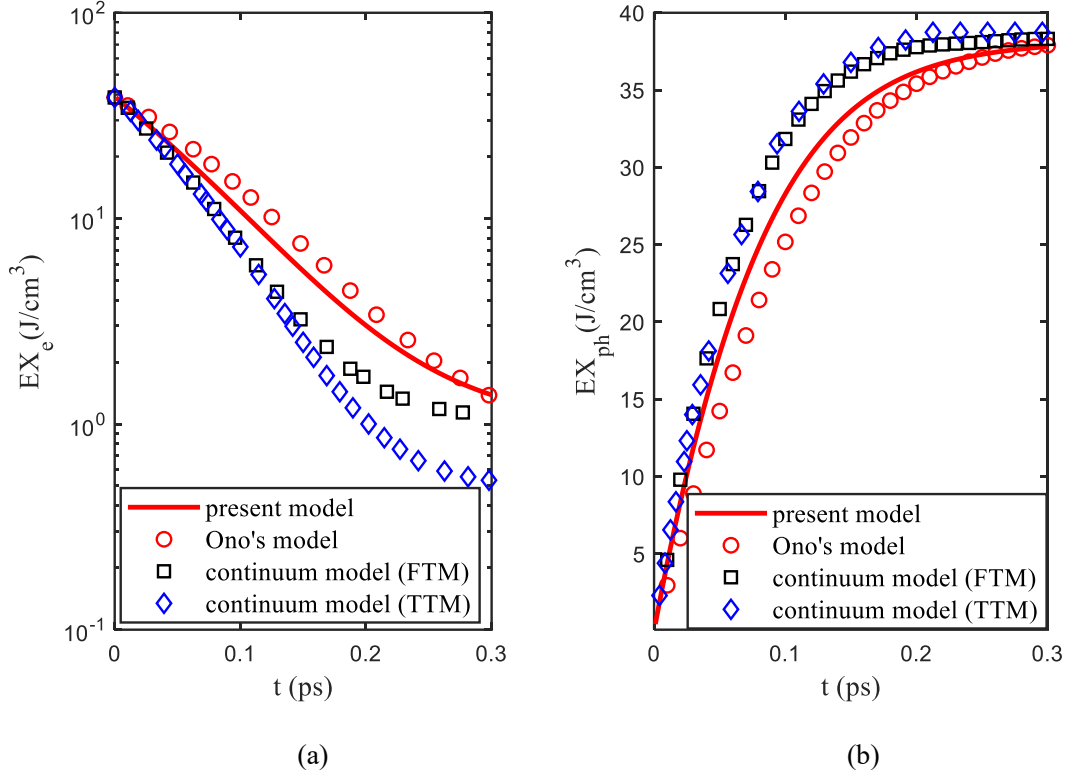 10^2
10^1
10^0
10^-1
EX_e(J/cm^3)
0
0.1
0.2
0.3
t (ps)
present model
Ono's model
continuum model (FTM)
continuum model (TTM)
(a)
40
35
30
25
20
15
10
5
EX_ph(J/cm^3)
0
0.1
0.2
0.3
t (ps)
present model
Ono's model
continuum model (FTM)
continuum model (TTM)
(b)